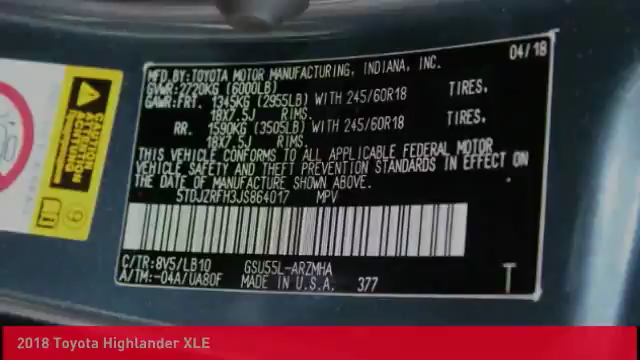 MFD.BY:TOYOTA MOTOR MANUFACTURING, INDIANA, INC. 04/18
GVWR:2720KG (6000LB)
GAWR:FRT. 1345KG (2955LB) WITH 245/60R18 TIRES.
18X7.5J RIMS.
RR. 1590KG (3505LB) WITH 245/60R18 TIRES.
18X7.5J RIMS.
THIS VEHICLE CONFORMS TO ALL APPLICABLE FEDERAL MOTOR
VEHICLE SAFETY AND THEFT PREVENTION STANDARDS IN EFFECT ON
THE DATE OF MANUFACTURE SHOWN ABOVE.
5TDJZRFH3JS864017 MPV
C/TR:8V5/LB10 GSU55L-ARZMHA
A/TM:-04A/UA80F MADE IN U.S.A. 377 T
CAUTION
ATTENTION
2018 Toyota Highlander XLE